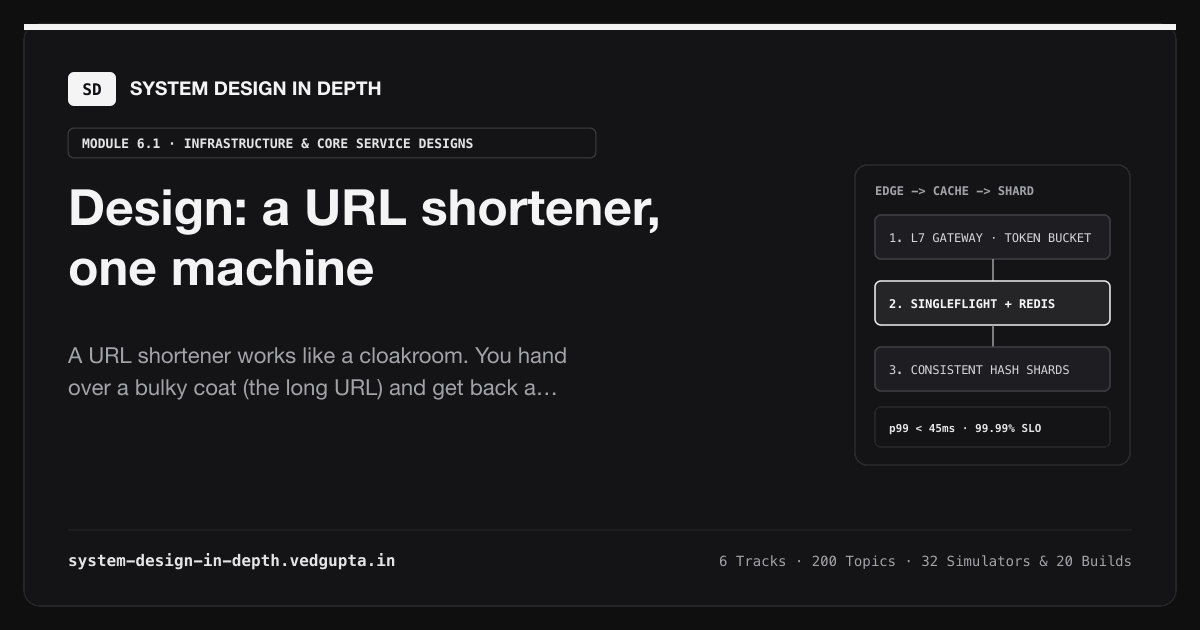 SD
SYSTEM DESIGN IN DEPTH
MODULE 6.1 · INFRASTRUCTURE & CORE SERVICE DESIGNS
Design: a URL shortener,
one machine
A URL shortener works like a cloakroom. You hand
over a bulky coat (the long URL) and get back a…
EDGE —> CACHE —> SHARD
1. L7 GATEWAY · TOKEN BUCKET
2. SINGLEFLIGHT + REDIS
3. CONSISTENT HASH SHARDS
p99 < 45ms · 99.99% SLO
system-design-in-depth.vedgupta.in
6 Tracks · 200 Topics · 32 Simulators & 20 Builds